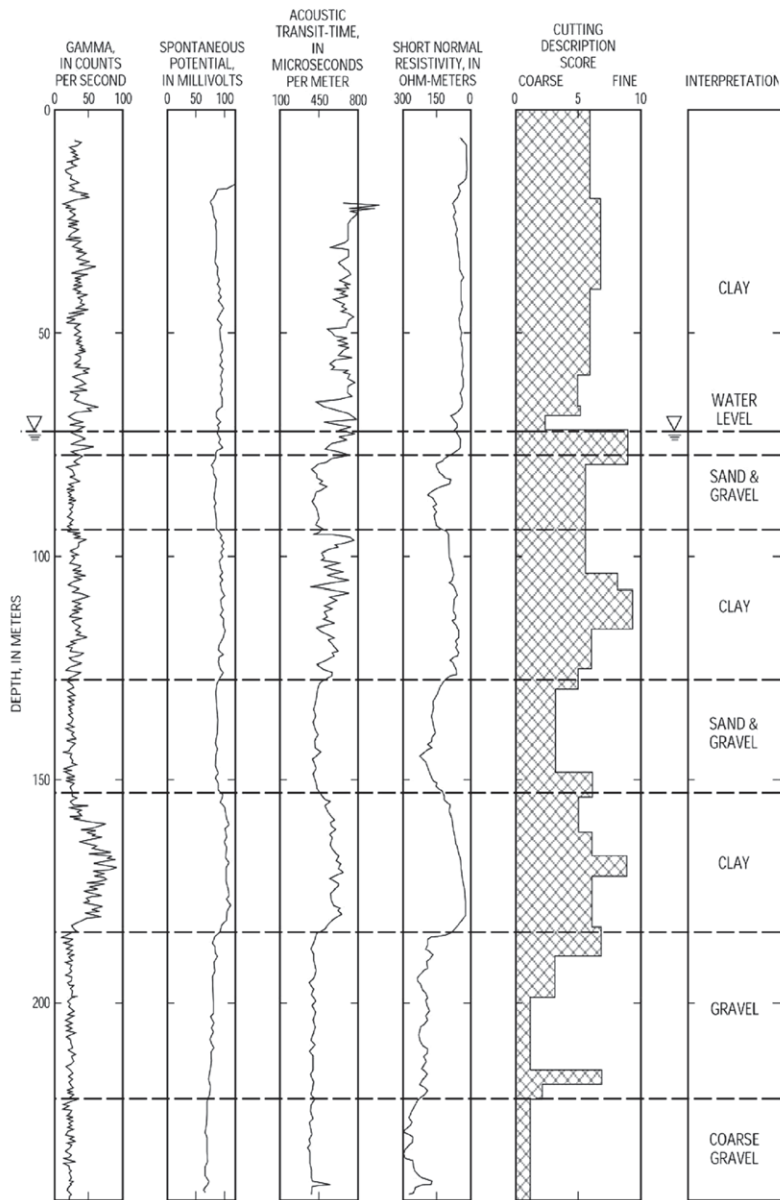 GAMMA,
IN COUNTS
PER SECOND
0 50 100
SPONTANEOUS
POTENTIAL,
IN MILLIVOLTS
0 50 100
ACOUSTIC
TRANSIT-TIME,
IN
MICROSECONDS
PER METER
100 450 800
SHORT NORMAL
RESISTIVITY, IN
OHM-METERS
300 150 0
CUTTING
DESCRIPTION
SCORE
COARSE FINE
0 5 10
INTERPRETATION
DEPTH, IN METERS
0
50
100
150
200
CLAY
WATER
LEVEL
SAND &
GRAVEL
CLAY
SAND &
GRAVEL
CLAY
GRAVEL
COARSE
GRAVEL